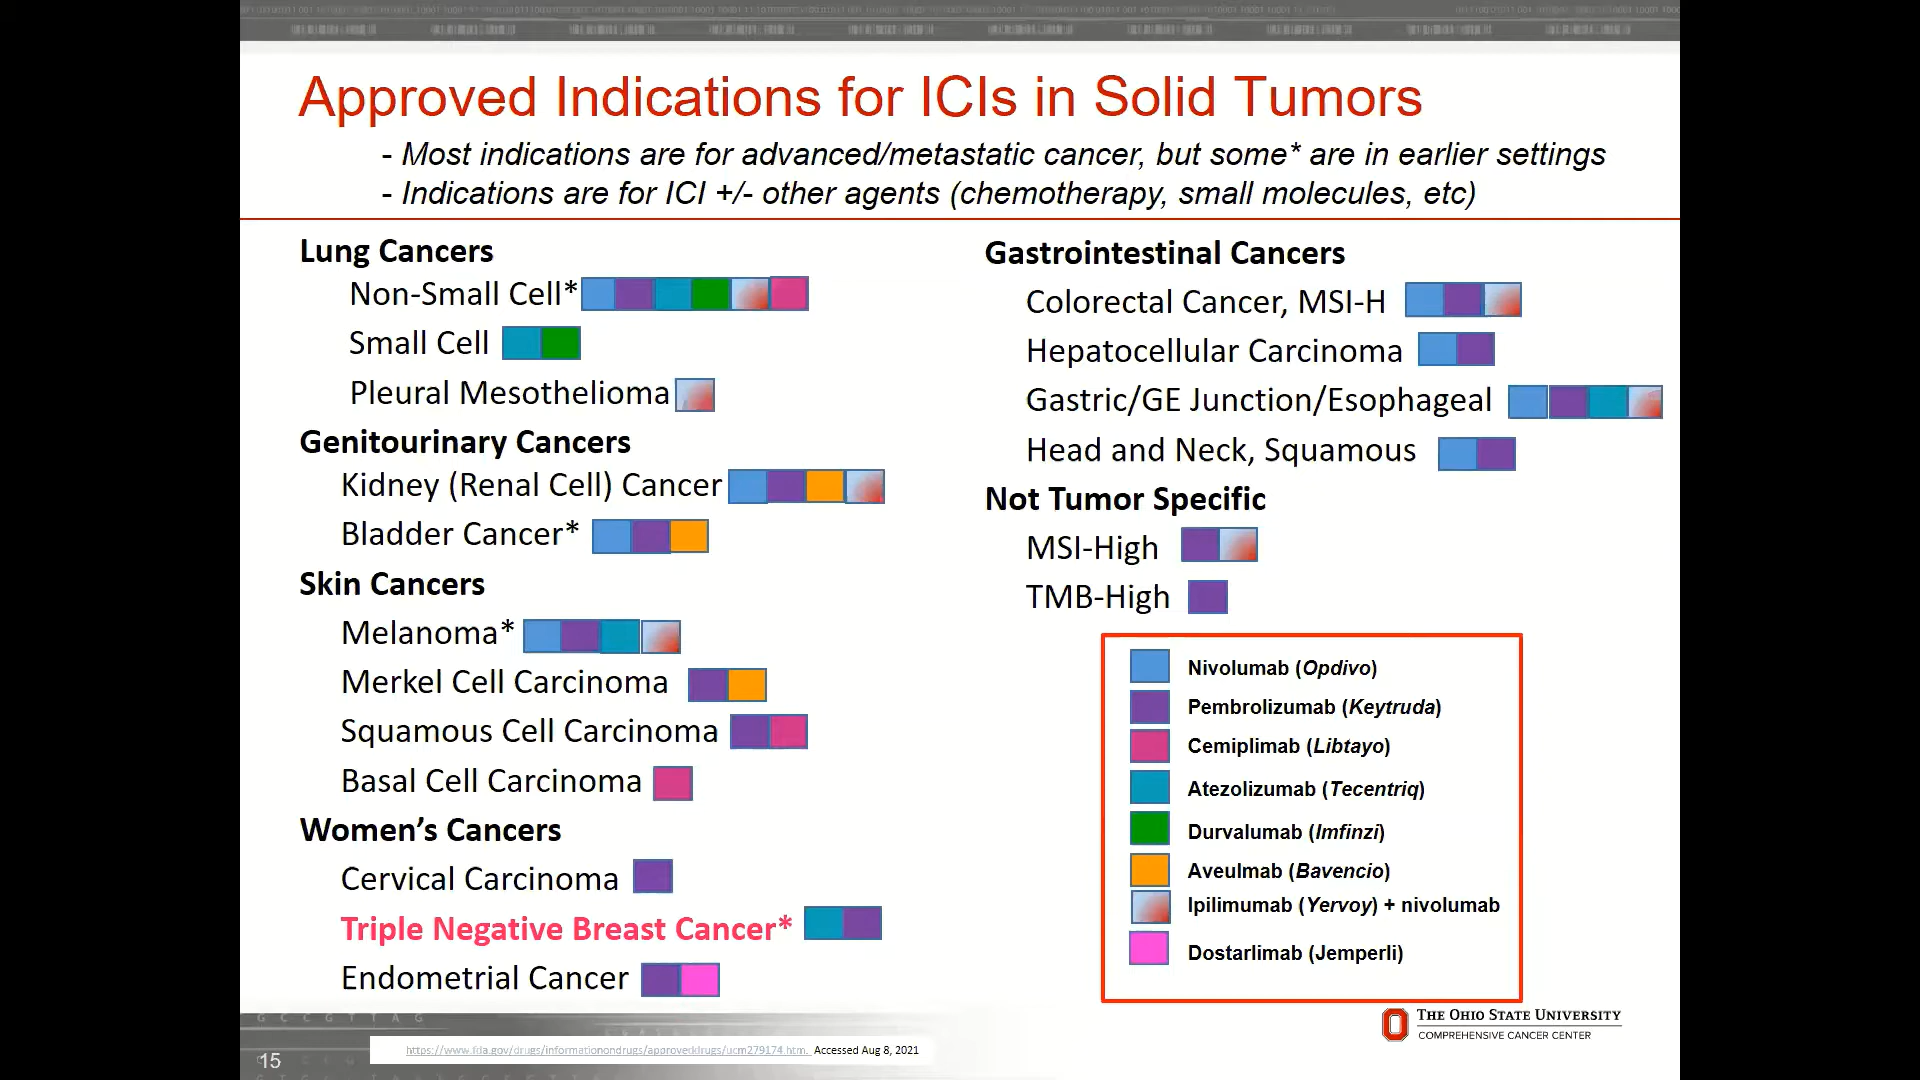 Approved Indications for ICIs in Solid Tumors
- Most indications are for advanced/metastatic cancer, but some* are in earlier settings
- Indications are for ICI +/- other agents (chemotherapy, small molecules, etc)
Lung Cancers
Non-Small Cell*
Small Cell
Pleural Mesothelioma
Genitourinary Cancers
Kidney (Renal Cell) Cancer
Bladder Cancer*
Skin Cancers
Melanoma*
Merkel Cell Carcinoma
Squamous Cell Carcinoma
Basal Cell Carcinoma
Women's Cancers
Cervical Carcinoma
Triple Negative Breast Cancer*
Endometrial Cancer
Gastrointestinal Cancers
Colorectal Cancer, MSI-H
Hepatocellular Carcinoma
Gastric/GE Junction/Esophageal
Head and Neck, Squamous
Not Tumor Specific
MSI-High
TMB-High
Nivolumab (Opdivo)
Pembrolizumab (Keytruda)
Cemiplimab (Libtayo)
Atezolizumab (Tecentriq)
Durvalumab (Imfinzi)
Aveulmab (Bavencio)
Ipilimumab (Yervoy) + nivolumab
Dostarlimab (Jemperli)
THE OHIO STATE UNIVERSITY
COMPREHENSIVE CANCER CENTER
G C C G T T A G
https://www.fda.gov/drugs/informationondrugs/approveddrugs/ucm279174.htm. Accessed Aug 8, 2021
15